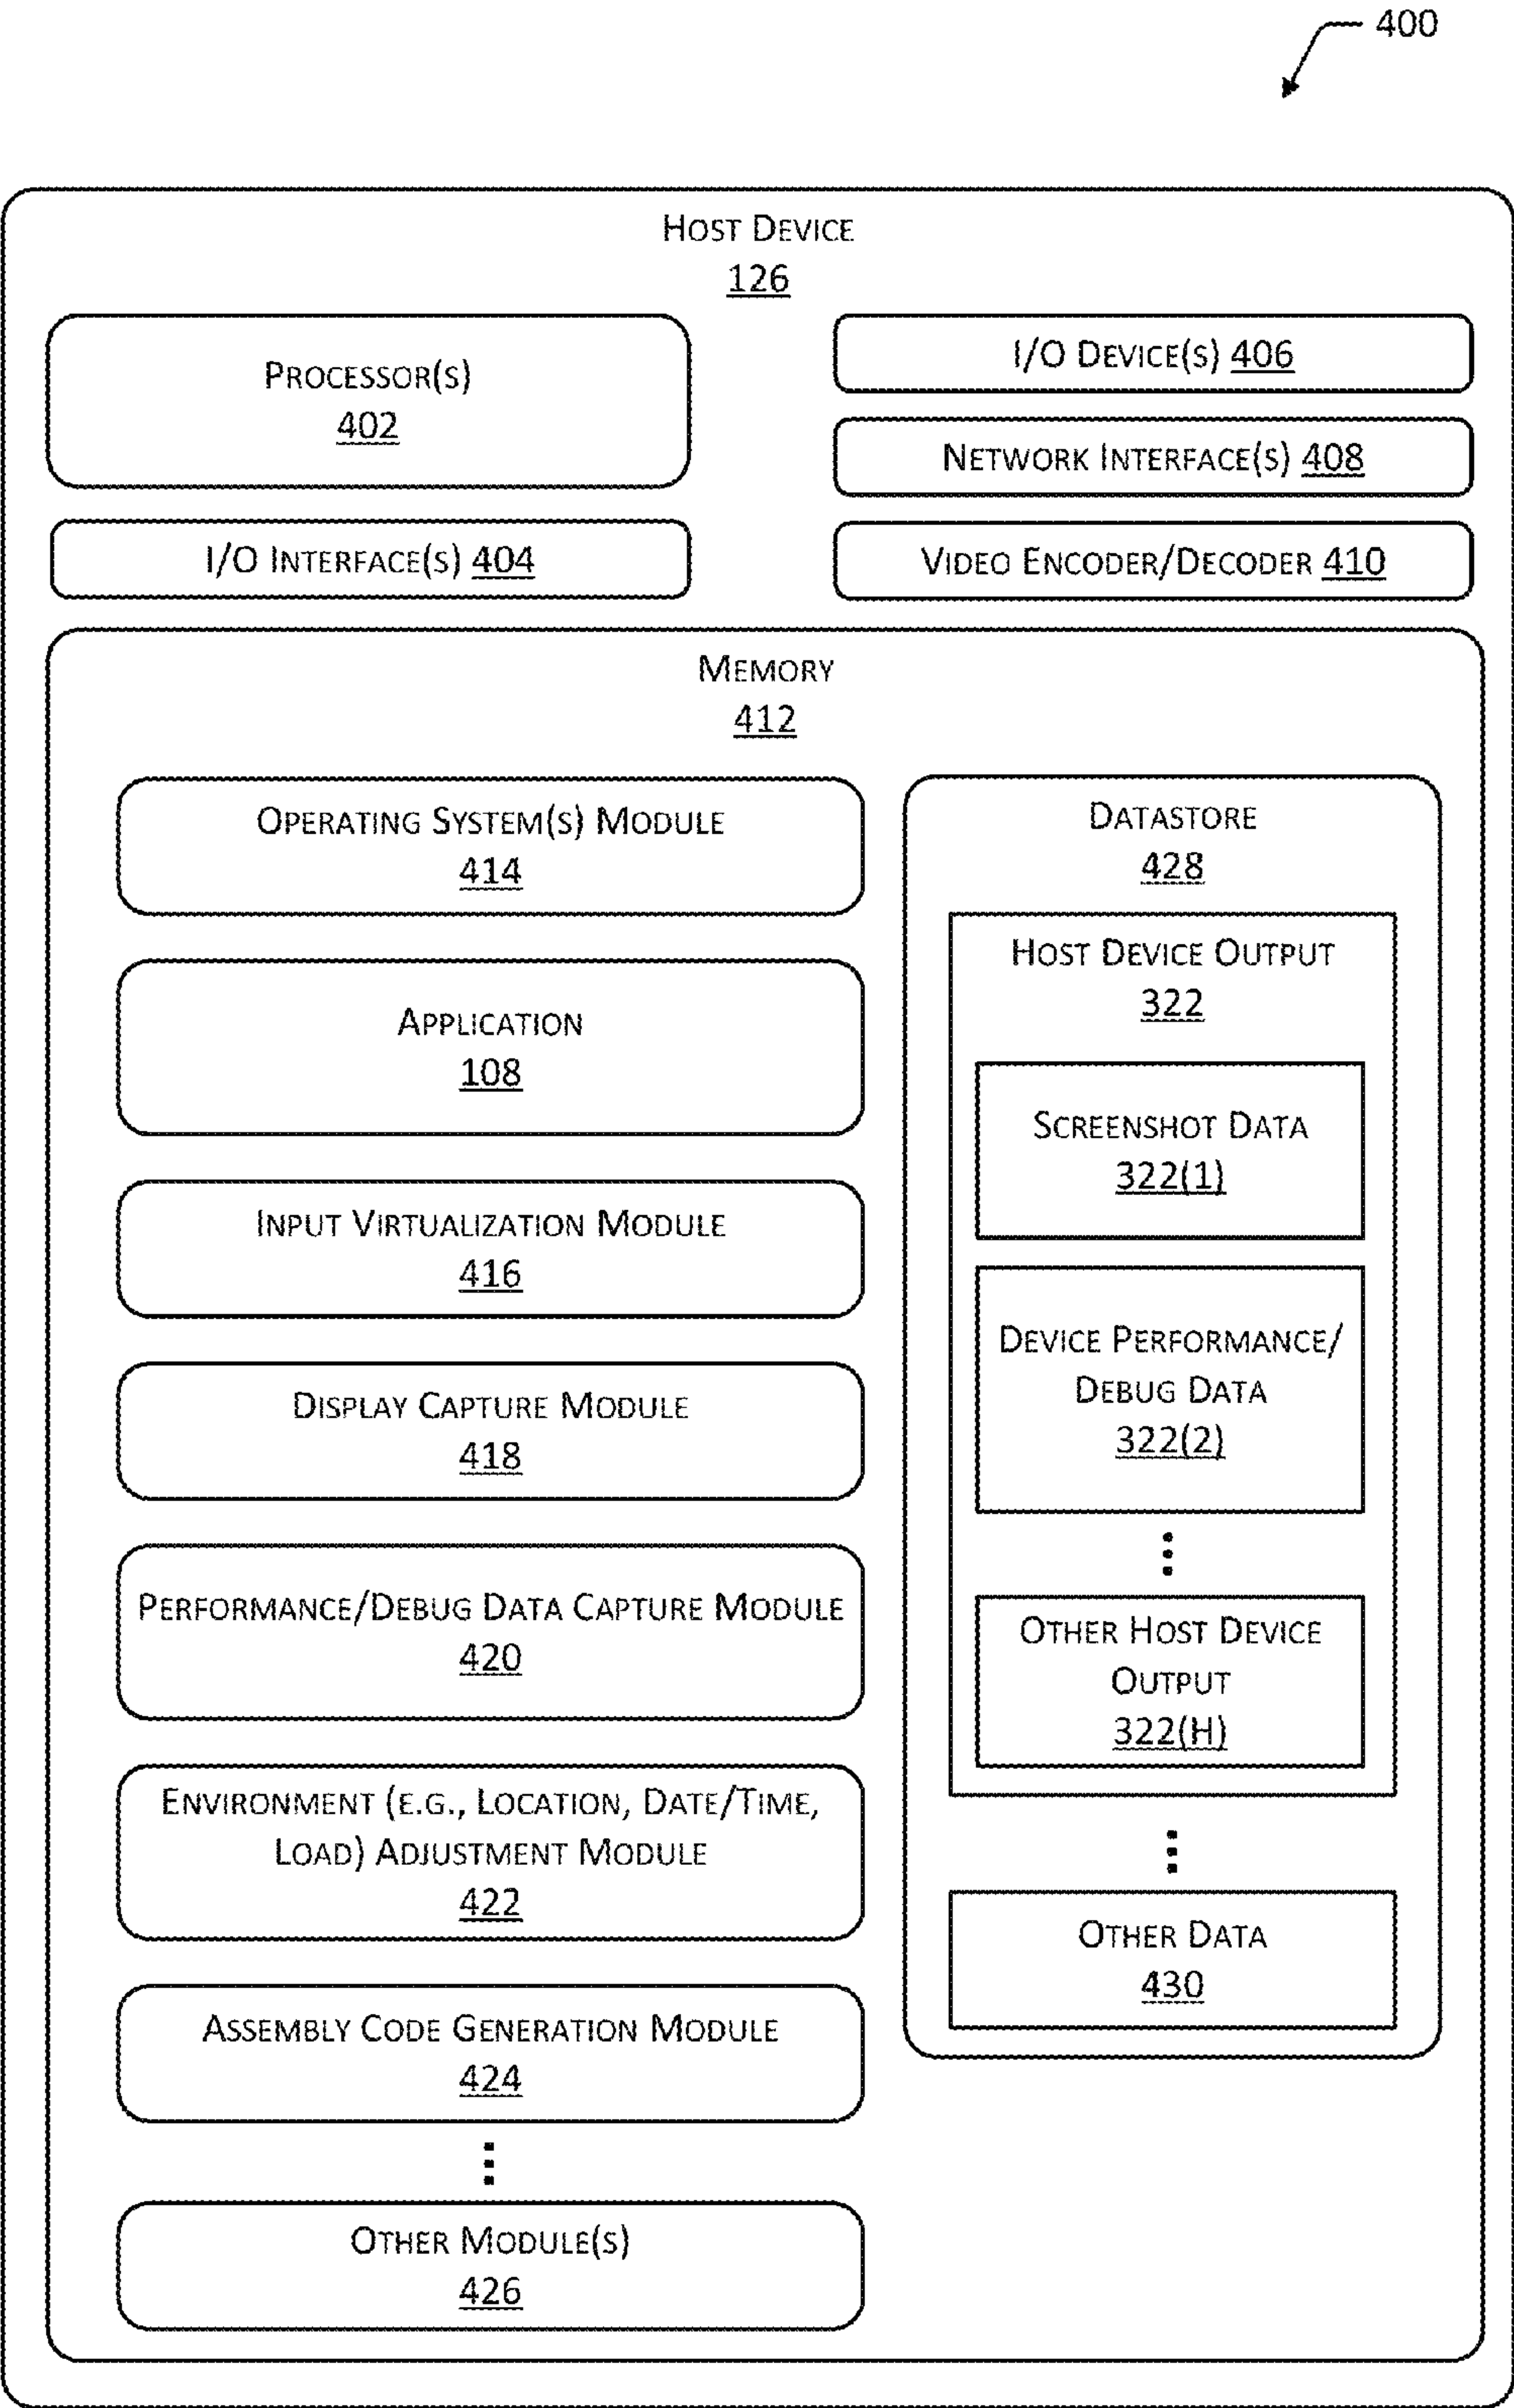 400
HOST DEVICE
126
PROCESSOR(S)
402
I/O INTERFACE(S) 404
I/O DEVICE(S) 406
NETWORK INTERFACE(S) 408
VIDEO ENCODER/DECODER 410
MEMORY
412
OPERATING SYSTEM(S) MODULE
414
APPLICATION
108
INPUT VIRTUALIZATION MODULE
416
DISPLAY CAPTURE MODULE
418
PERFORMANCE/DEBUG DATA CAPTURE MODULE
420
ENVIRONMENT (E.G., LOCATION, DATE/TIME,
LOAD) ADJUSTMENT MODULE
422
ASSEMBLY CODE GENERATION MODULE
424
OTHER MODULE(S)
426
DATASTORE
428
HOST DEVICE OUTPUT
322
SCREENSHOT DATA
322(1)
DEVICE PERFORMANCE/
DEBUG DATA
322(2)
OTHER HOST DEVICE
OUTPUT
322(H)
OTHER DATA
430